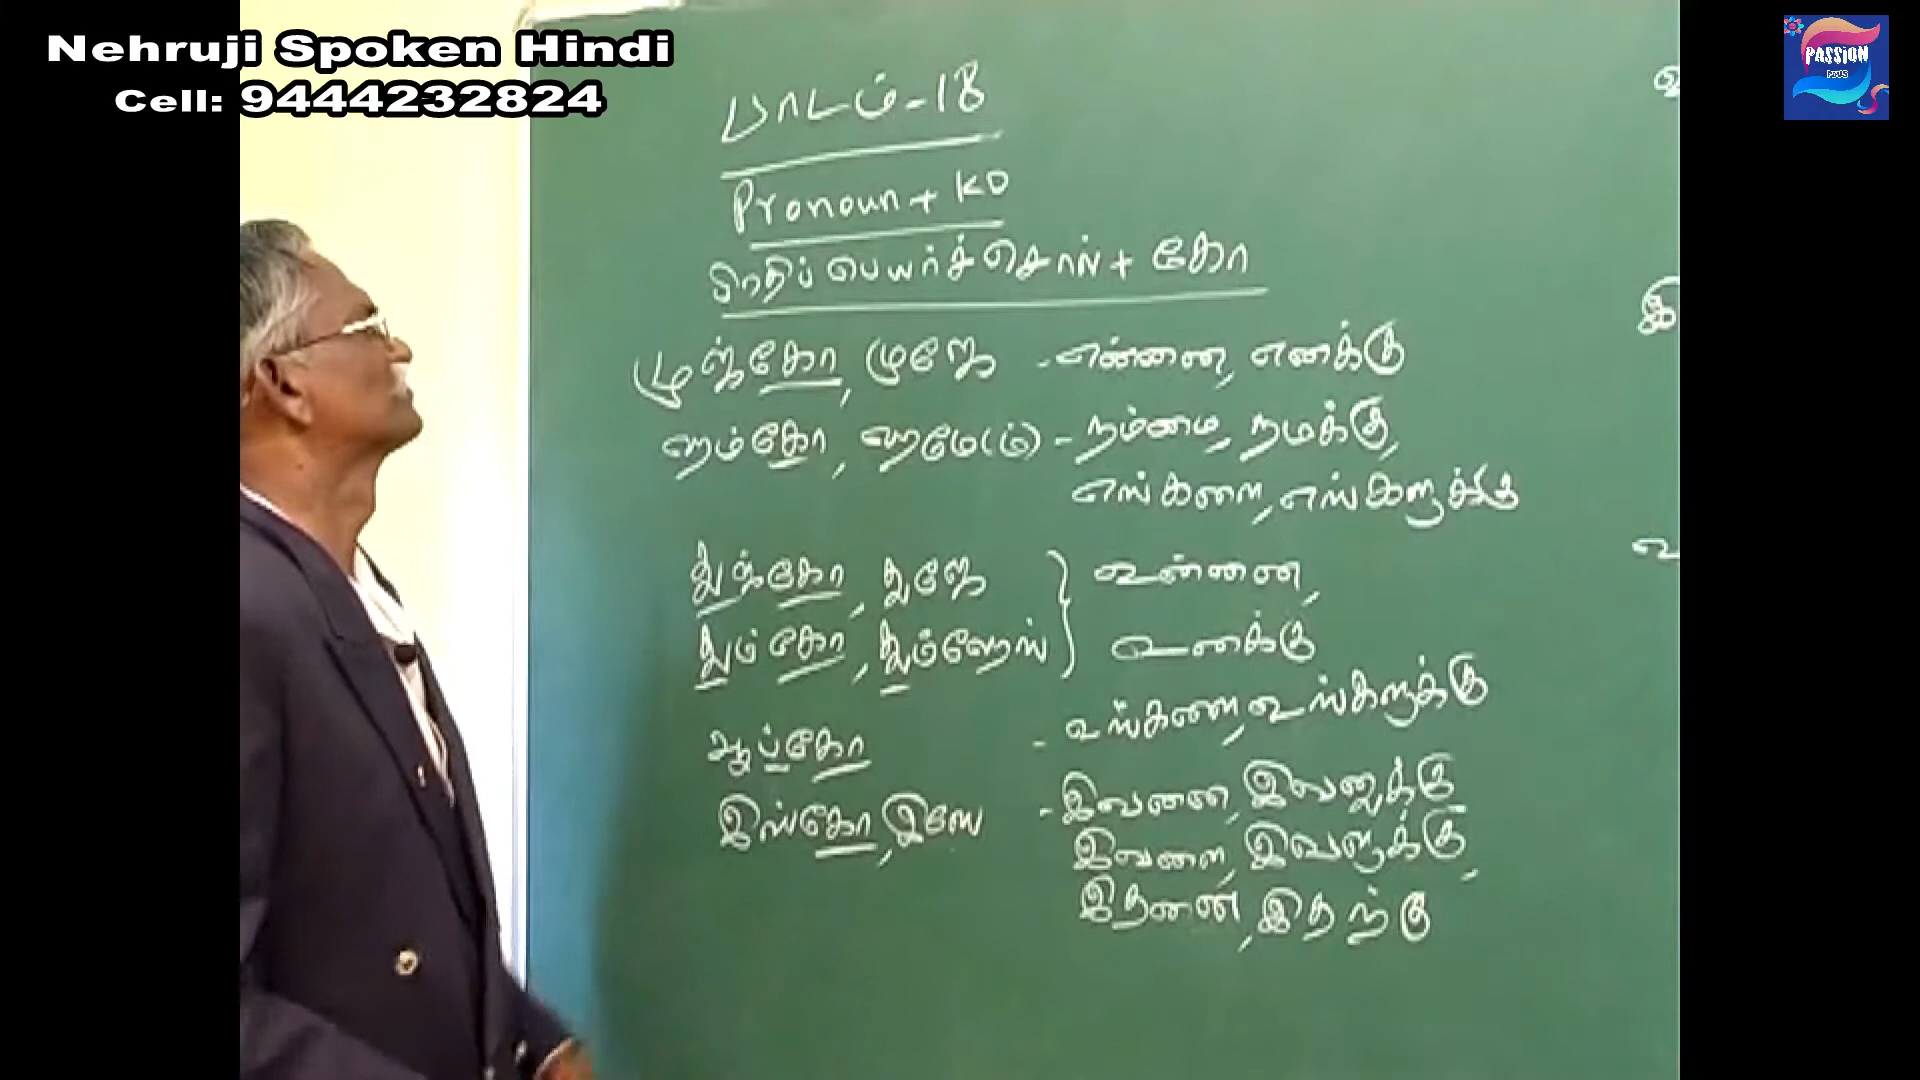 Nehruji Spoken Hindi
Cell: 9444232824
PASSION
PLUS
பாடம்-18
Pronoun + KO
பிரதிப் பெயர்ச்சொல் + கோ
முஜ்கோ, முஜே - என்னை, எனக்கு
ஹம்கோ, ஹமே(ம்) - நம்மை, நமக்கு,
எங்களை, எங்களுக்கு
துஜ்கோ, துஜே } உன்னை,
தும்கோ, தும்ஹேங் உனக்கு
ஆப்கோ - உங்களை, உங்களுக்கு
இஸ்கோ, இஸே - இவனை, இவனுக்கு
இவளை, இவளுக்கு,
இதனை, இதற்கு